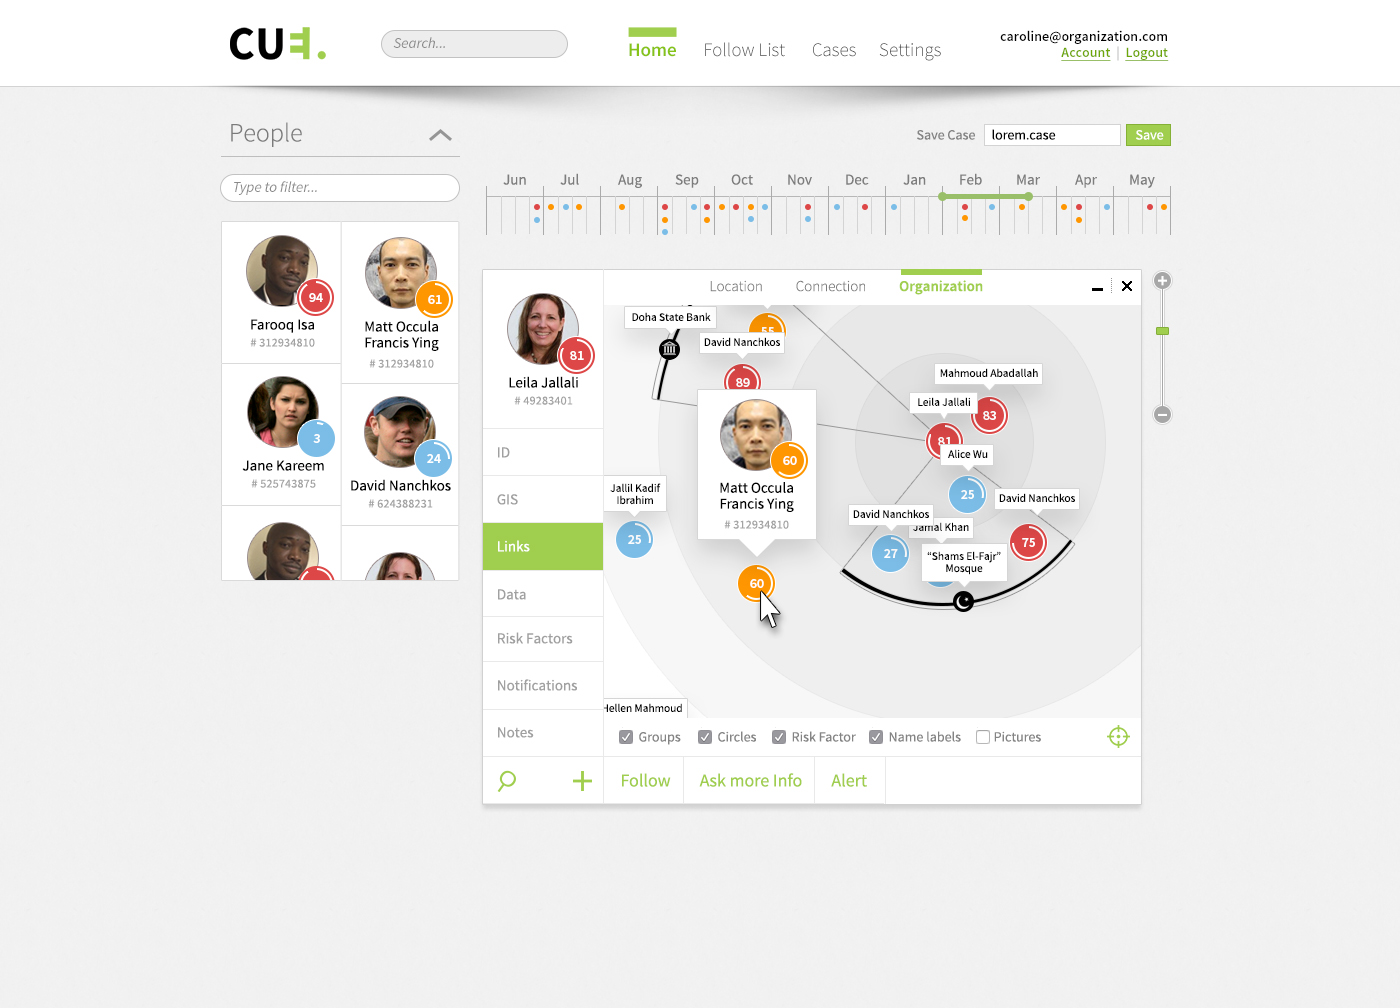 CUE.
Search...
Home
Follow List
Cases
Settings
caroline@organization.com
Account | Logout
People
Save Case
lorem.case
Save
Type to filter...
Jun Jul Aug Sep Oct Nov Dec Jan Feb Mar Apr May
94
Farooq Isa
# 312934810
61
Matt Occula
Francis Ying
# 312934810
3
Jane Kareem
# 525743875
24
David Nanchkos
# 624388231
81
Leila Jallali
# 49283401
ID
GIS
Links
Data
Risk Factors
Notifications
Notes
Location
Connection
Organization
Doha State Bank
55
David Nanchkos
89
60
Matt Occula
Francis Ying
# 312934810
60
Jallil Kadif
Ibrahim
25
Mahmoud Abadallah
83
Leila Jallali
81
Alice Wu
25
David Nanchkos
75
David Nanchkos
27
Jamal Khan
“Shams El-Fajr”
Mosque
Hellen Mahmoud
Groups
Circles
Risk Factor
Name labels
Pictures
Follow
Ask more Info
Alert